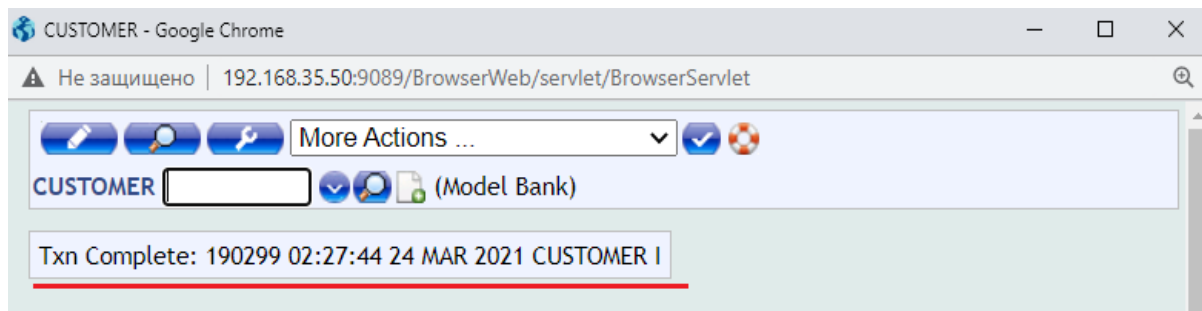 CUSTOMER - Google Chrome
Не защищено | 192.168.35.50:9089/BrowserWeb/servlet/BrowserServlet
More Actions ...
CUSTOMER (Model Bank)
Txn Complete: 190299 02:27:44 24 MAR 2021 CUSTOMER I